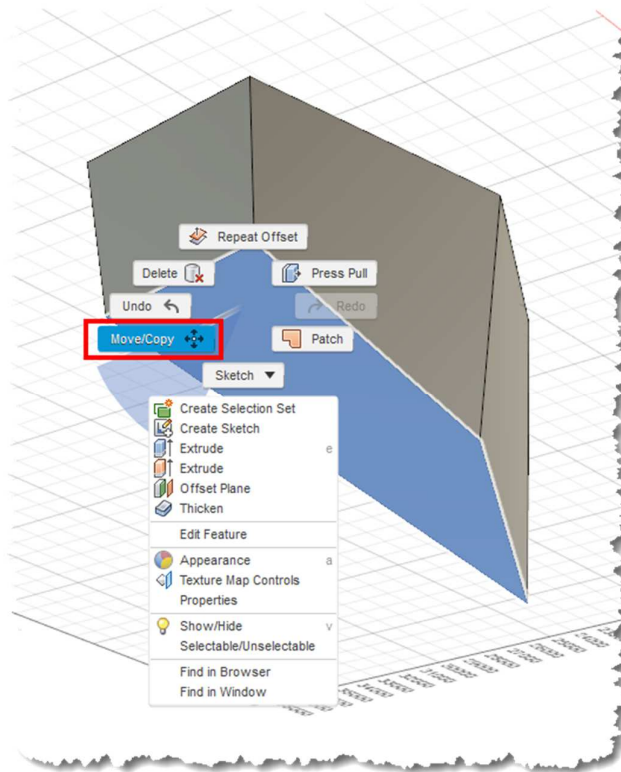 Repeat Offset
Delete
Press Pull
Undo
Redo
Move/Copy
Patch
Sketch
Create Selection Set
Create Sketch
Extrude e
Extrude
Offset Plane
Thicken
Edit Feature
Appearance a
Texture Map Controls
Properties
Show/Hide v
Selectable/Unselectable
Find in Browser
Find in Window